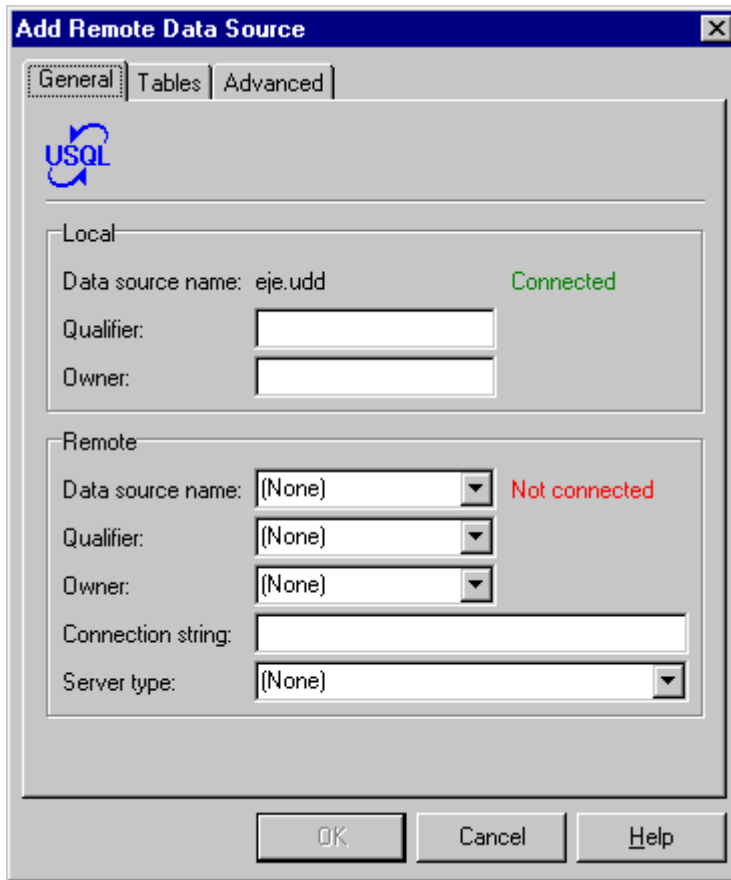 Add Remote Data Source
General Tables Advanced
USQL
Local
Data source name: eje.udd Connected
Qualifier:
Owner:
Remote
Data source name: (None) Not connected
Qualifier: (None)
Owner: (None)
Connection string:
Server type: (None)
OK Cancel Help